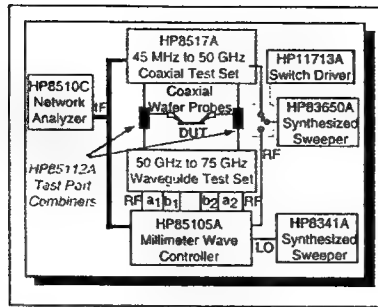 HP8517A
45 MHz to 50 GHz
Coaxial Test Set
HP11713A
Switch Driver
HP8510C
Network
Analyzer
IF
Coaxial
Wafer Probes
DUT
HP83650A
Synthesized
Sweeper
RF
HP85112A
Test Port
Combiners
50 GHz to 75 GHz
Waveguide Test Set
RF a1 b1 b2 a2 RF
HP85105A
Millimeter Wave
Controller
LO
HP8341A
Synthesized
Sweeper